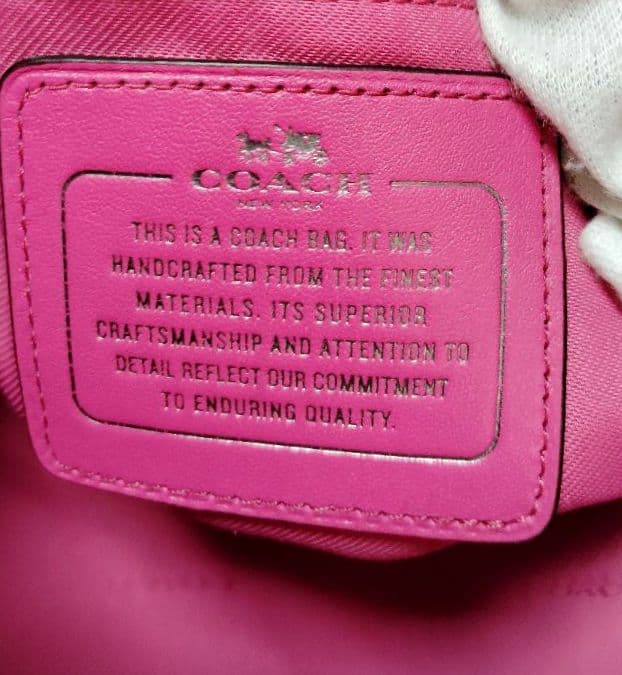 COACH
NEW YORK
THIS IS A COACH BAG. IT WAS
HANDCRAFTED FROM THE FINEST
MATERIALS. ITS SUPERIOR
CRAFTSMANSHIP AND ATTENTION TO
DETAIL REFLECT OUR COMMITMENT
TO ENDURING QUALITY.